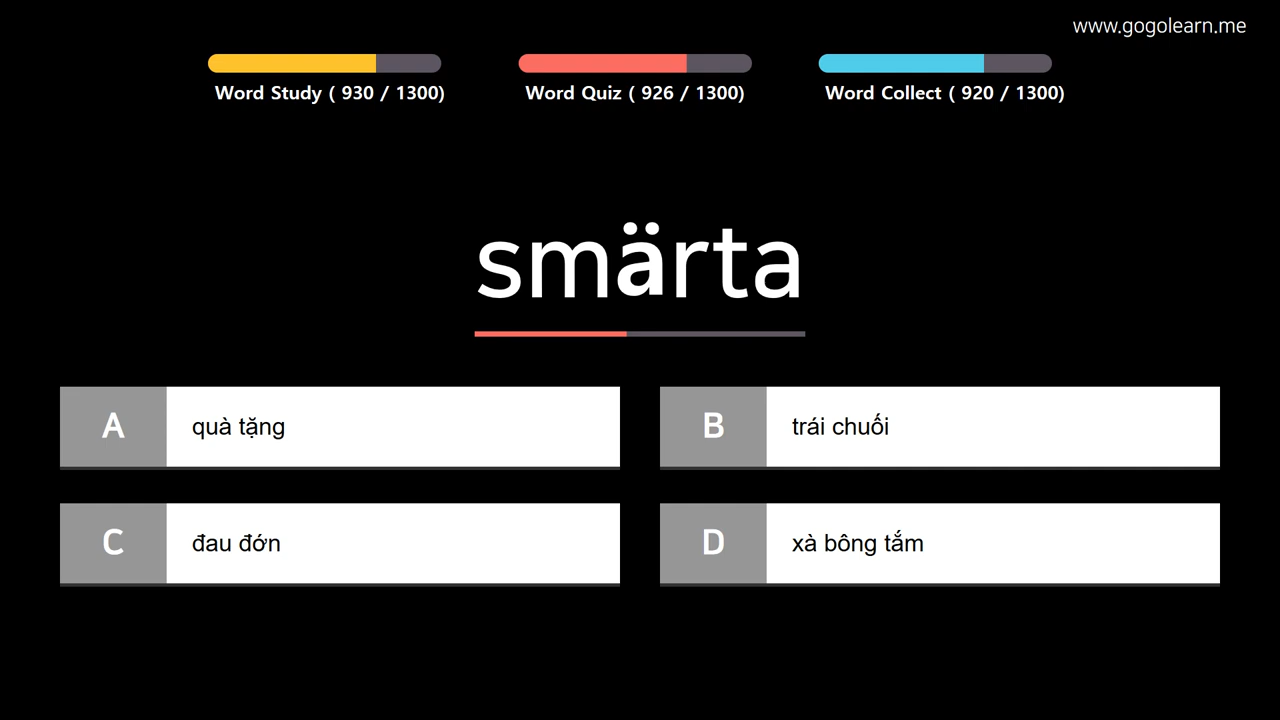 www.gogolearn.me
Word Study ( 930 / 1300)
Word Quiz ( 926 / 1300)
Word Collect ( 920 / 1300)
smärta
A quà tặng
B trái chuối
C đau đớn
D xà bông tắm